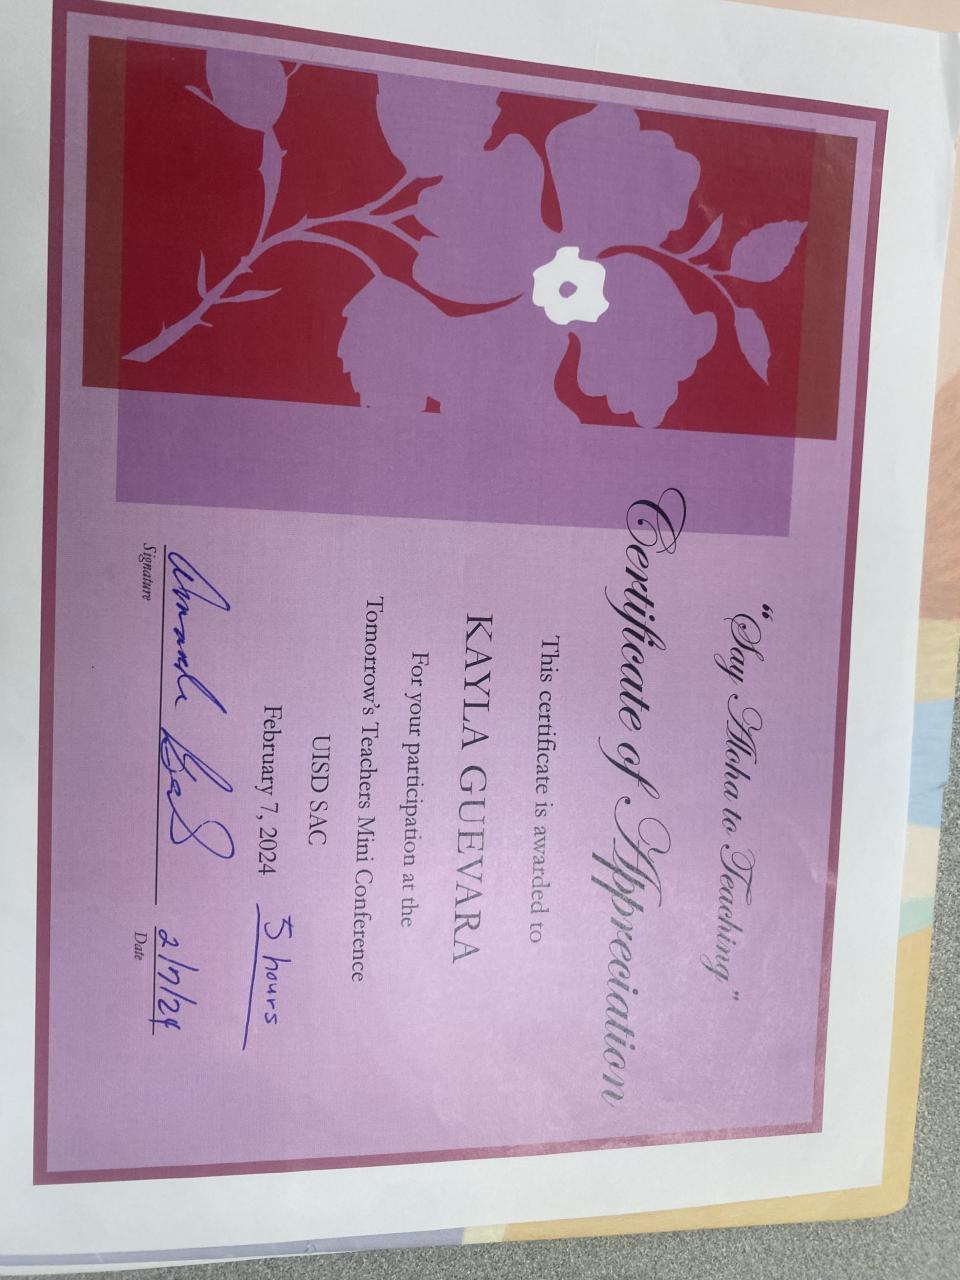 "Say Aloha to Teaching"
Certificate of Appreciation
This certificate is awarded to
KAYLA GUEVARA
For your participation at the
Tomorrow's Teachers Mini Conference
UISD SAC
February 7, 2024 5 hours
2/7/24
Signature Date